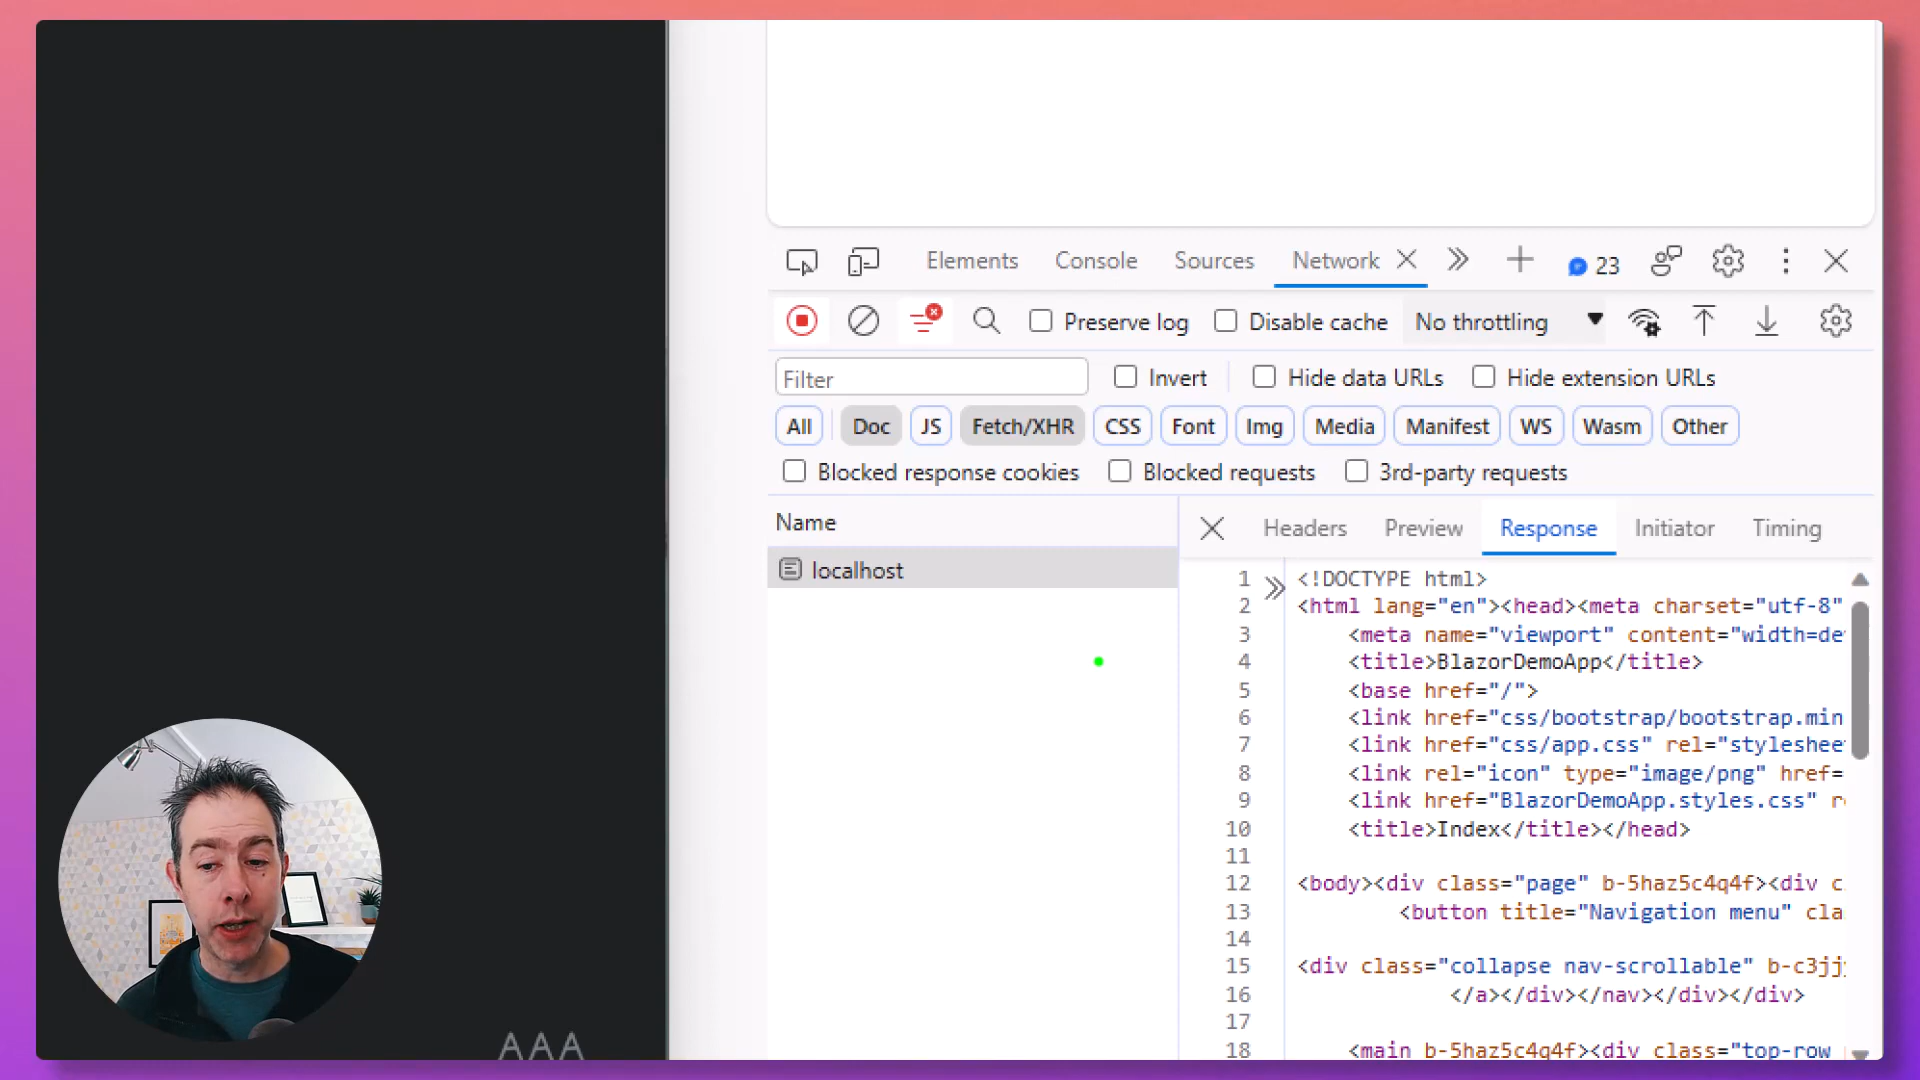 Elements Console Sources Network 23
Preserve log Disable cache No throttling
Filter Invert Hide data URLs Hide extension URLs
All Doc JS Fetch/XHR CSS Font Img Media Manifest WS Wasm Other
Blocked response cookies Blocked requests 3rd-party requests
Name
localhost
Headers Preview Response Initiator Timing
1 <!DOCTYPE html>
2 <html lang="en"><head><meta charset="utf-8"
3 <meta name="viewport" content="width=de
4 <title>BlazorDemoApp</title>
5 <base href="/">
6 <link href="css/bootstrap/bootstrap.min
7 <link href="css/app.css" rel="styleshee
8 <link rel="icon" type="image/png" href=
9 <link href="BlazorDemoApp.styles.css" r
10 <title>Index</title></head>
11
12 <body><div class="page" b-5haz5c4q4f><div c
13 <button title="Navigation menu" cla
14
15 <div class="collapse nav-scrollable" b-c3jj
16 </a></div></nav></div></div>
17
18 <main b-5haz5c4q4f><div class="top-row
AAA